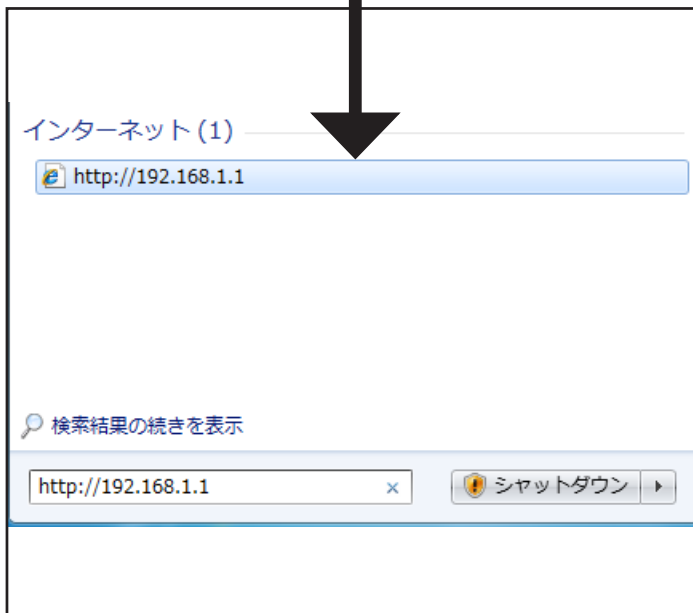 インターネット (1)
http://192.168.1.1
検索結果の続きを表示
http://192.168.1.1 × シャットダウン